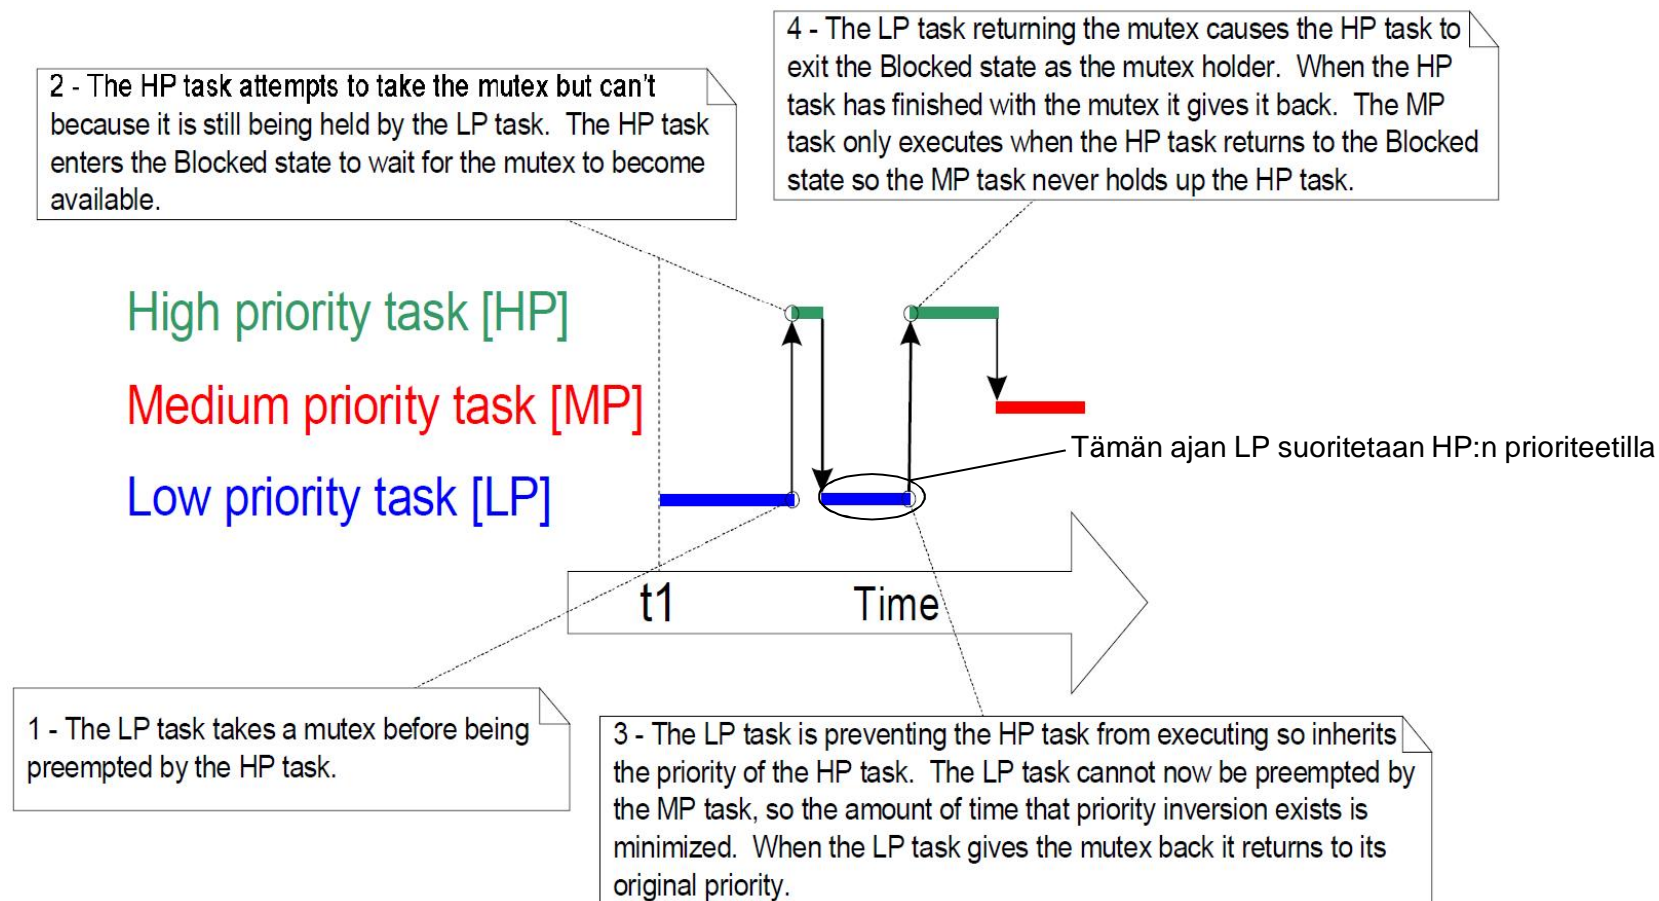 4 - The LP task returning the mutex causes the HP task to
exit the Blocked state as the mutex holder. When the HP
task has finished with the mutex it gives it back. The MP
task only executes when the HP task returns to the Blocked
state so the MP task never holds up the HP task.
2 - The HP task attempts to take the mutex but can't
because it is still being held by the LP task. The HP task
enters the Blocked state to wait for the mutex to become
available.
High priority task [HP]
Medium priority task [MP]
Tämän ajan LP suoritetaan HP:n prioriteetilla
Low priority task [LP]
t1
Time
1 - The LP task takes a mutex before being
preempted by the HP task.
3 - The LP task is preventing the HP task from executing so inherits
the priority of the HP task. The LP task cannot now be preempted by
the MP task, so the amount of time that priority inversion exists is
minimized. When the LP task gives the mutex back it returns to its
original priority.